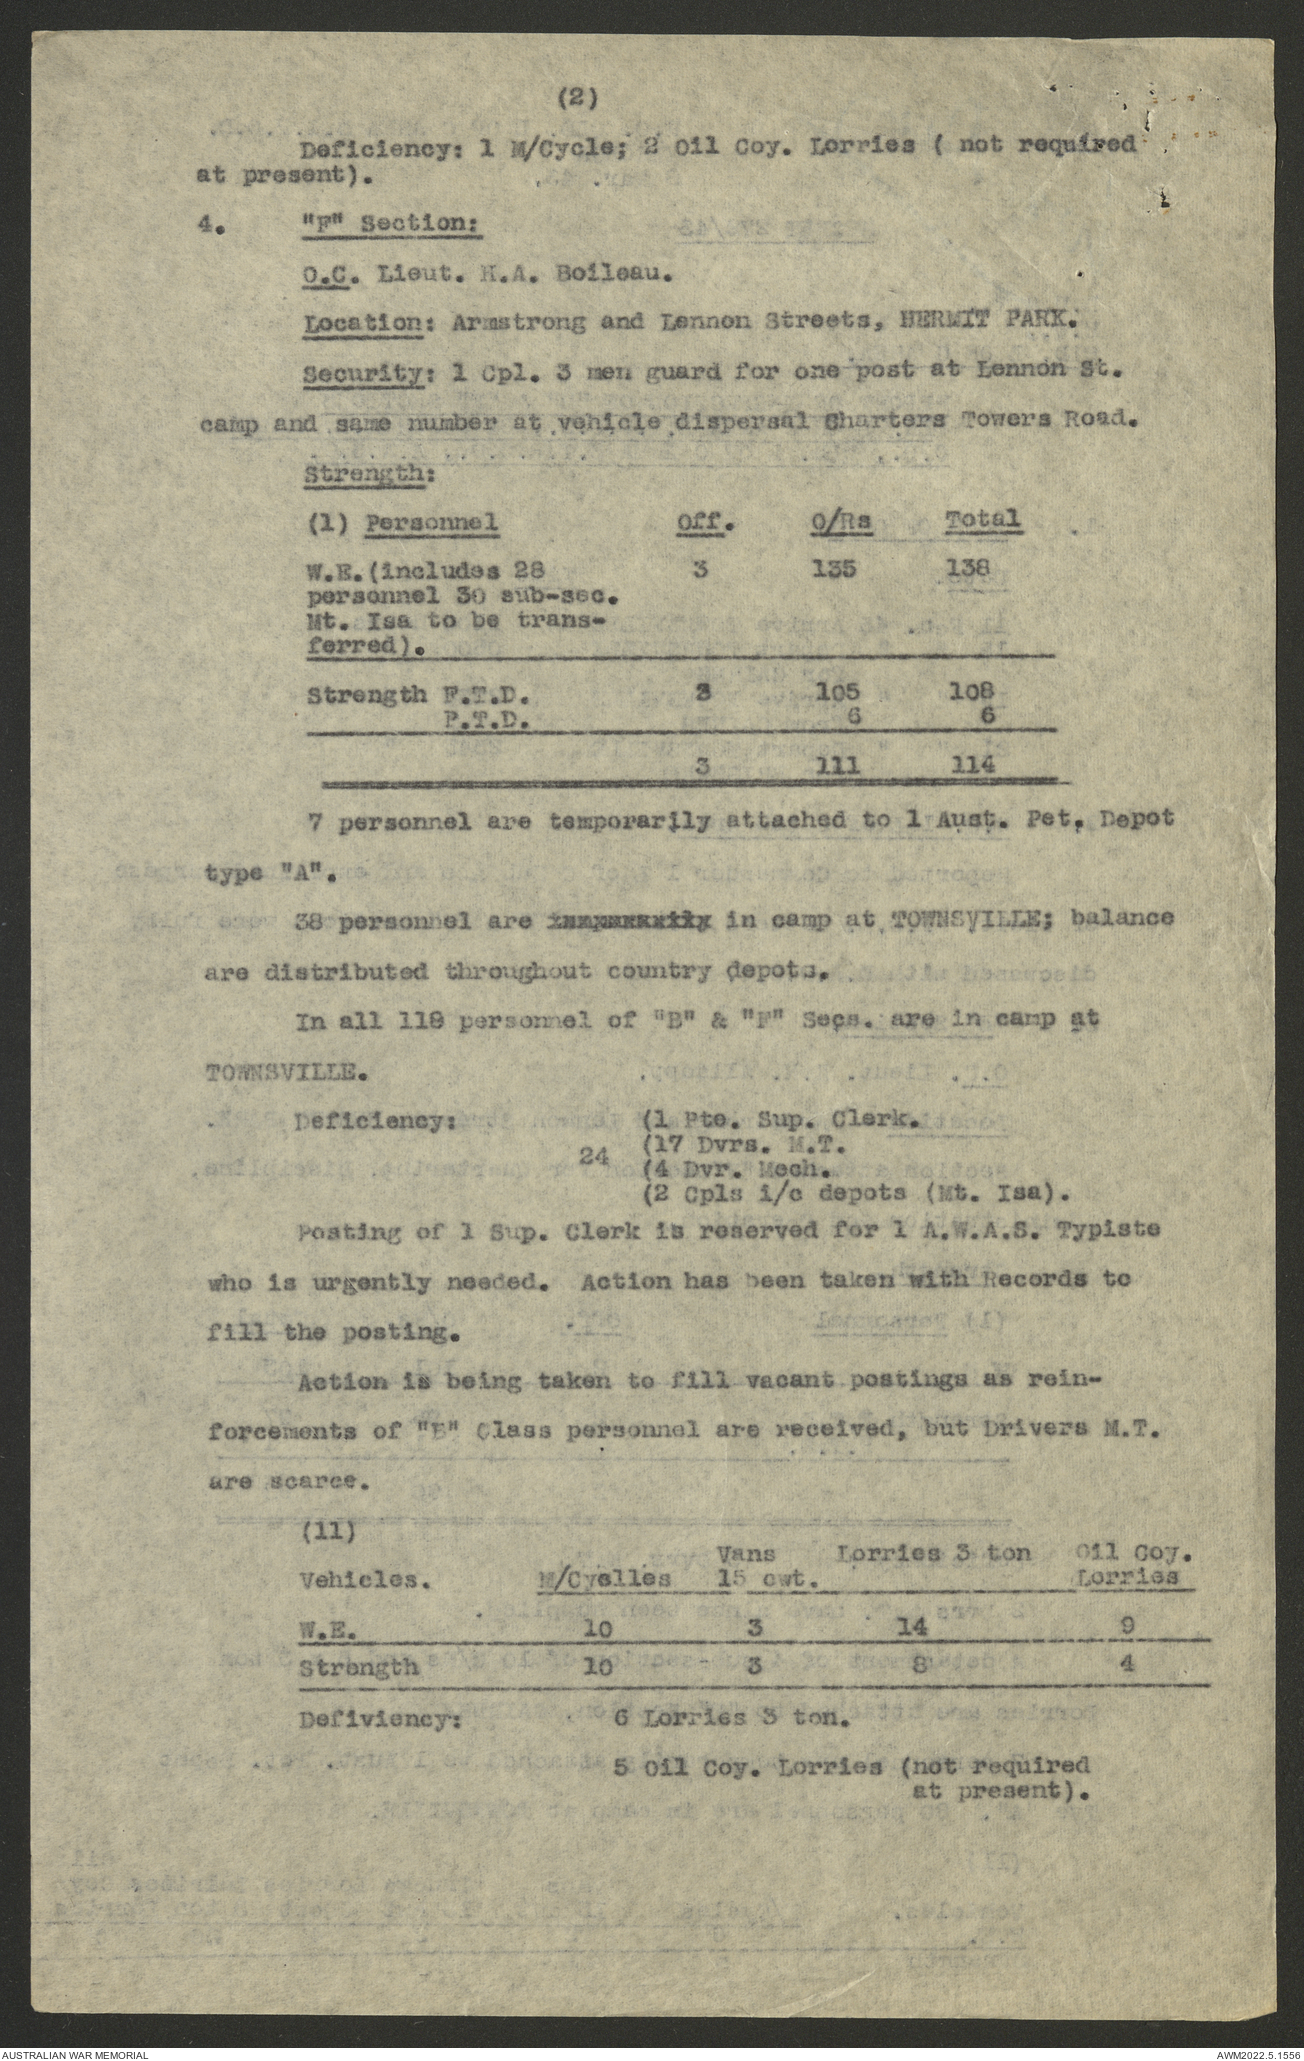 (2)
Deficiency: 1 M/Cycle; 2 Oil Coy. Lorries ( not required
at present).
4. "F" Section:
O.C. Lieut. H.A. Boileau.
Location: Armstrong and Lennon Streets, HERMIT PARK.
Security: 1 Cpl. 3 men guard for one post at Lennon St.
camp and same number at vehicle dispersal Charters Towers Road.
Strength:
(1) Personnel Off. O/Rs Total
W.E.(includes 28 3 135 138
personnel 30 sub-sec.
Mt. Isa to be trans-
ferred).
Strength F.T.D. 3 105 108
P.T.D. 6 6
3 111 114
7 personnel are temporarily attached to 1 Aust. Pet. Depot
type "A".
38 personnel are in camp at TOWNSVILLE; balance
are distributed throughout country depots.
In all 118 personnel of "B" & "F" Secs. are in camp at
TOWNSVILLE.
Deficiency: (1 Pte. Sup. Clerk.
(17 Dvrs. M.T.
24 (4 Dvr. Mech.
(2 Cpls i/c depots (Mt. Isa).
Posting of 1 Sup. Clerk is reserved for 1 A.W.A.S. Typiste
who is urgently needed. Action has been taken with Records to
fill the posting.
Action is being taken to fill vacant postings as rein-
forcements of "B" Class personnel are received, but Drivers M.T.
are scarce.
(11)
Vans Lorries 3 ton Oil Coy.
Vehicles. M/Cyclles 15 cwt. Lorries
W.E. 10 3 14 9
Strength 10 3 8 4
Defiviency: 6 Lorries 3 ton.
5 Oil Coy. Lorries (not required
at present).
AUSTRALIAN WAR MEMORIAL AWM2022.5.1556